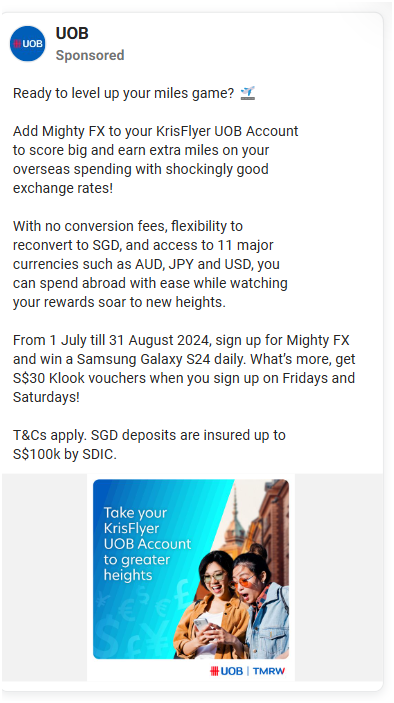 UOB
UOB
Sponsored
Ready to level up your miles game? 🛫
Add Mighty FX to your KrisFlyer UOB Account
to score big and earn extra miles on your
overseas spending with shockingly good
exchange rates!
With no conversion fees, flexibility to
reconvert to SGD, and access to 11 major
currencies such as AUD, JPY and USD, you
can spend abroad with ease while watching
your rewards soar to new heights.
From 1 July till 31 August 2024, sign up for Mighty FX
and win a Samsung Galaxy S24 daily. What’s more, get
S$30 Klook vouchers when you sign up on Fridays and
Saturdays!
T&Cs apply. SGD deposits are insured up to
S$100k by SDIC.
Take your
KrisFlyer
UOB Account
to greater
heights
UOB | TMRW